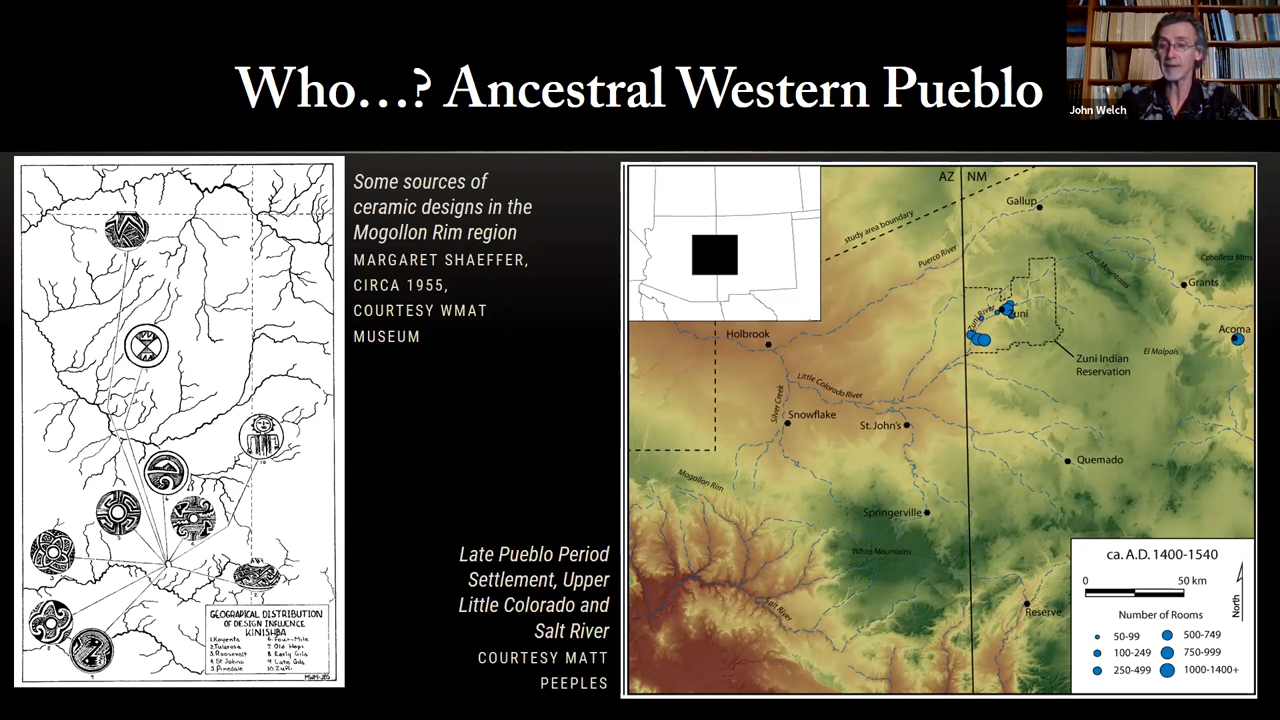 Who…? Ancestral Western Pueblo
John Welch
Some sources of
ceramic designs in the
Mogollon Rim region
MARGARET SHAEFFER,
CIRCA 1955,
COURTESY WMAT
MUSEUM
GEOGRAPICAL DISTRIBUTION
OF DESIGN INFLUENCE
KINISHBA
1. Kayenta
2. Tularosa
3. Roosevelt
4. St Johns
5. Pinedale
6. Four-Mile
7. Old Hopi
8. Early Gila
9. Late Gila
10. Zuñi
Late Pueblo Period
Settlement, Upper
Little Colorado and
Salt River
COURTESY MATT
PEEPLES
AZ NM
study area boundary
Gallup
Puerco River
Zuni Mountains
Cebolleta Mtns
Grants
Zuni River
Zuni
Acoma
Holbrook
El Malpais
Zuni Indian
Reservation
Little Colorado River
Silver Creek
Snowflake
St. John's
Quemado
Mogollon Rim
Springerville
White Mountains
Salt River
Reserve
ca. A.D. 1400-1540
0 50 km
North
Number of Rooms
50-99
100-249
250-499
500-749
750-999
1000-1400+